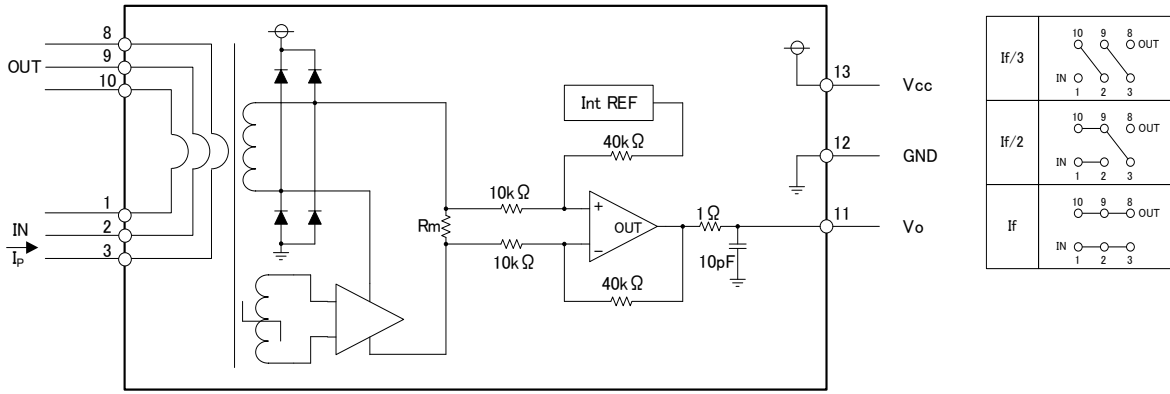 8
OUT
9
10
1
IN
2
I_P
3
Rm
10kΩ
10kΩ
Int REF
40kΩ
+
−
OUT
40kΩ
1Ω
10pF
13
Vcc
12
GND
11
Vo
If/3
10 9 8
OUT
IN
1 2 3
If/2
10 9 8
OUT
IN
1 2 3
If
10 9 8
OUT
IN
1 2 3